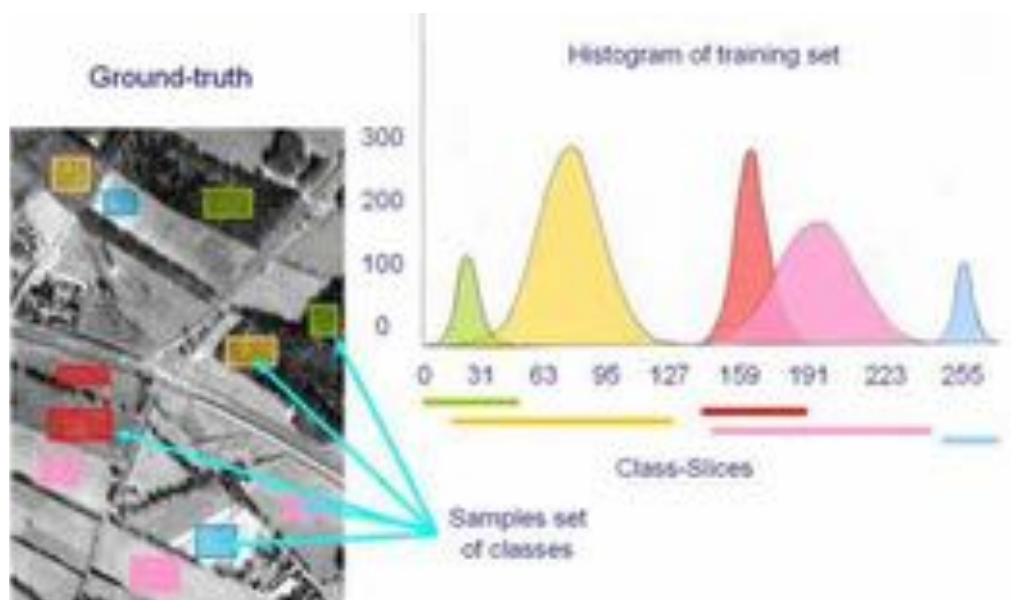 Ground-truth
Histogram of training set
300
200
100
0
0 31 63 95 127 159 191 223 255
Class-Slices
Samples set
of classes